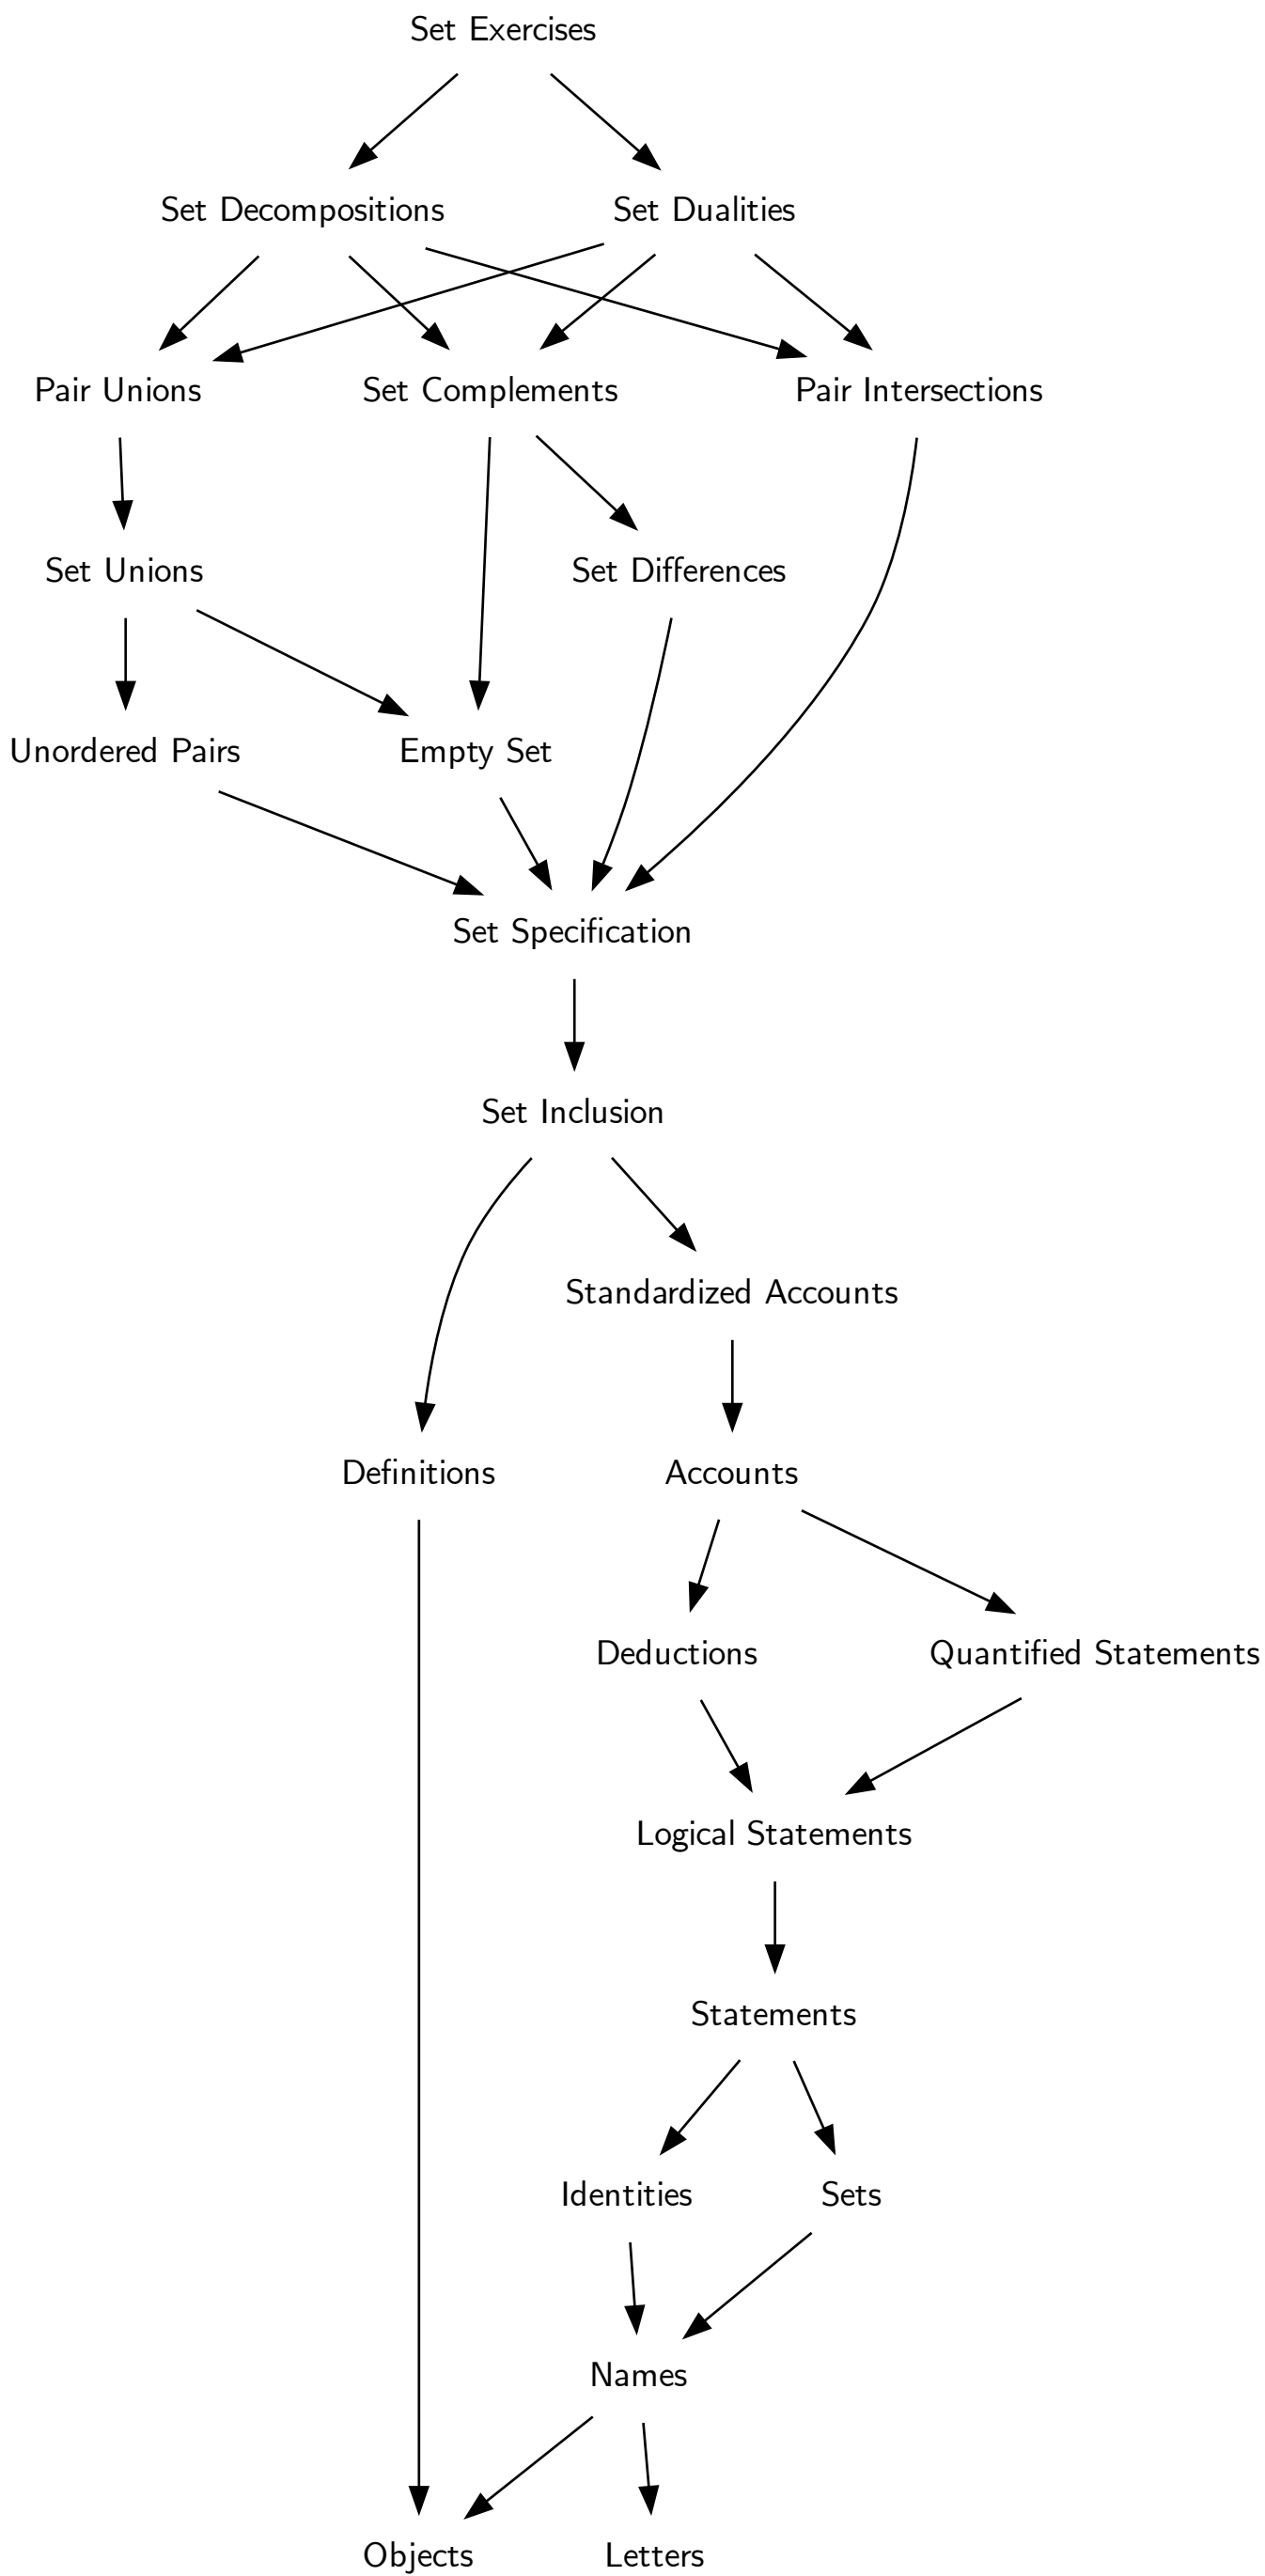 Set Exercises
Set Decompositions
Set Dualities
Pair Unions
Set Complements
Pair Intersections
Set Unions
Set Differences
Unordered Pairs
Empty Set
Set Specification
Set Inclusion
Standardized Accounts
Definitions
Accounts
Deductions
Quantified Statements
Logical Statements
Statements
Identities
Sets
Names
Objects
Letters